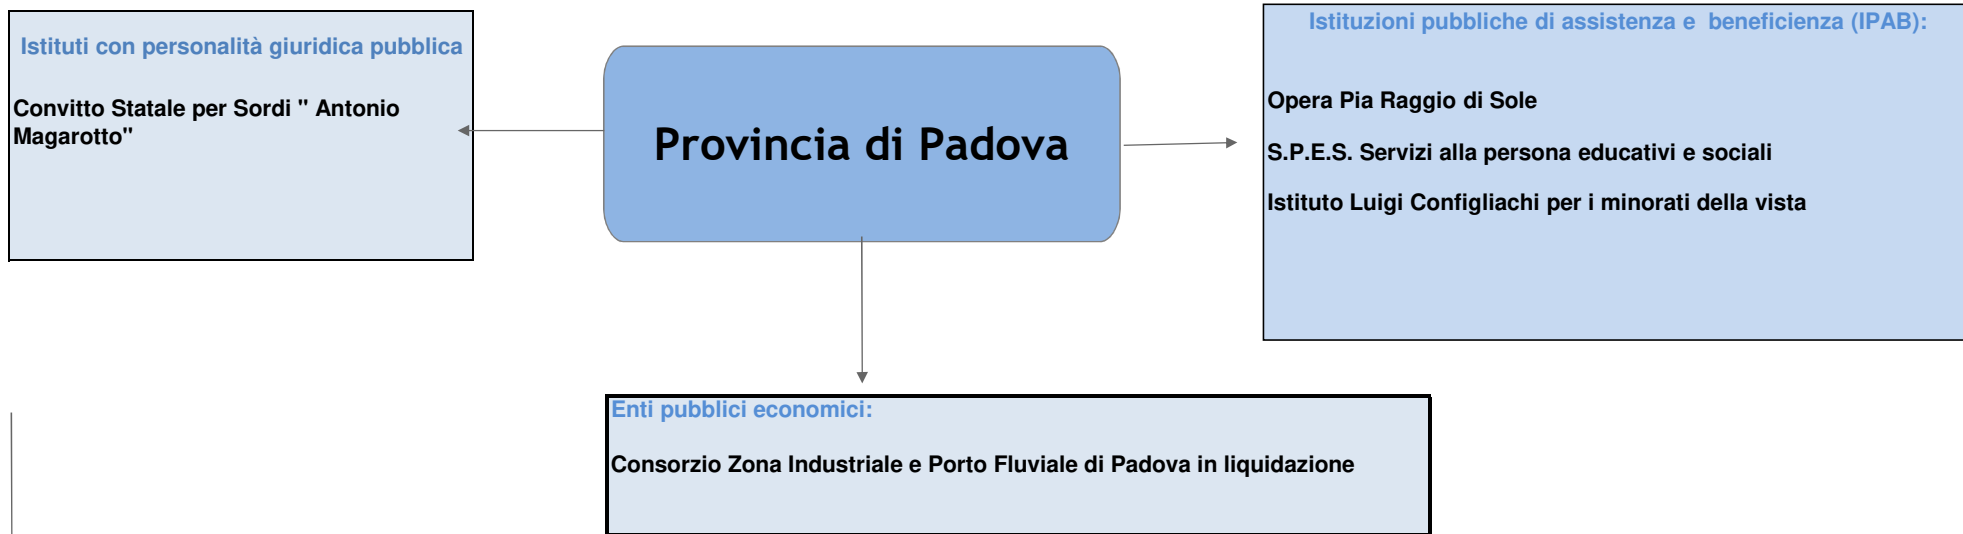 Istituti con personalità giuridica pubblica
Convitto Statale per Sordi " Antonio
Magarotto"
Provincia di Padova
Istituzioni pubbliche di assistenza e beneficienza (IPAB):
Opera Pia Raggio di Sole
S.P.E.S. Servizi alla persona educativi e sociali
Istituto Luigi Configliachi per i minorati della vista
Enti pubblici economici:
Consorzio Zona Industriale e Porto Fluviale di Padova in liquidazione